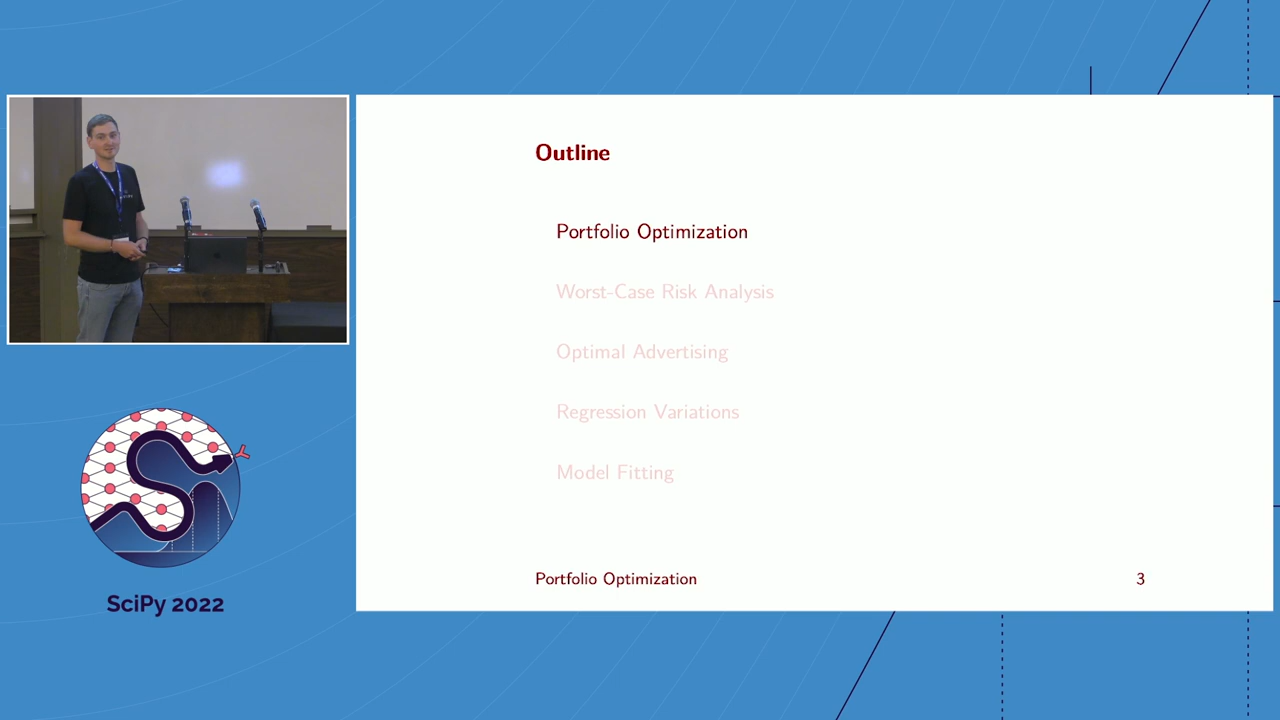 Outline
Portfolio Optimization
Worst-Case Risk Analysis
Optimal Advertising
Regression Variations
Model Fitting
Portfolio Optimization 3
SciPy 2022